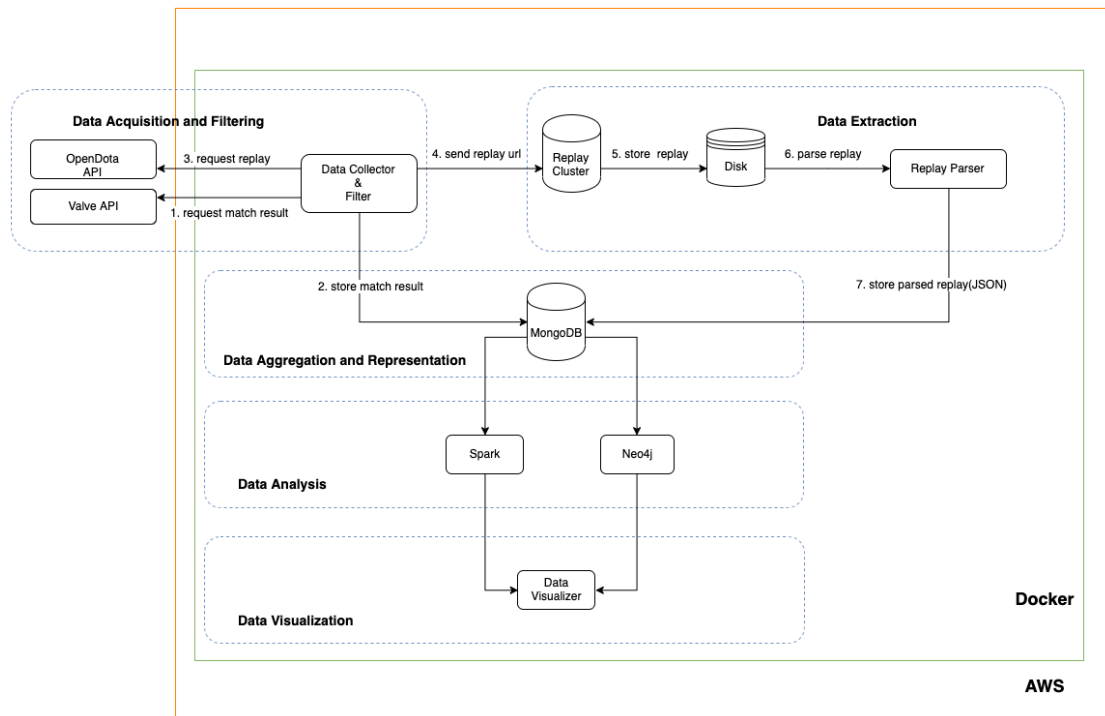 Data Acquisition and Filtering
Data Extraction
OpenDota
API
3. request replay
Data Collector
&
Filter
4. send replay url
Replay
Cluster
5. store replay
Disk
6. parse replay
Replay Parser
Valve API
1. request match result
2. store match result
7. store parsed replay(JSON)
MongoDB
Data Aggregation and Representation
Spark
Neo4j
Data Analysis
Data
Visualizer
Data Visualization
Docker
AWS